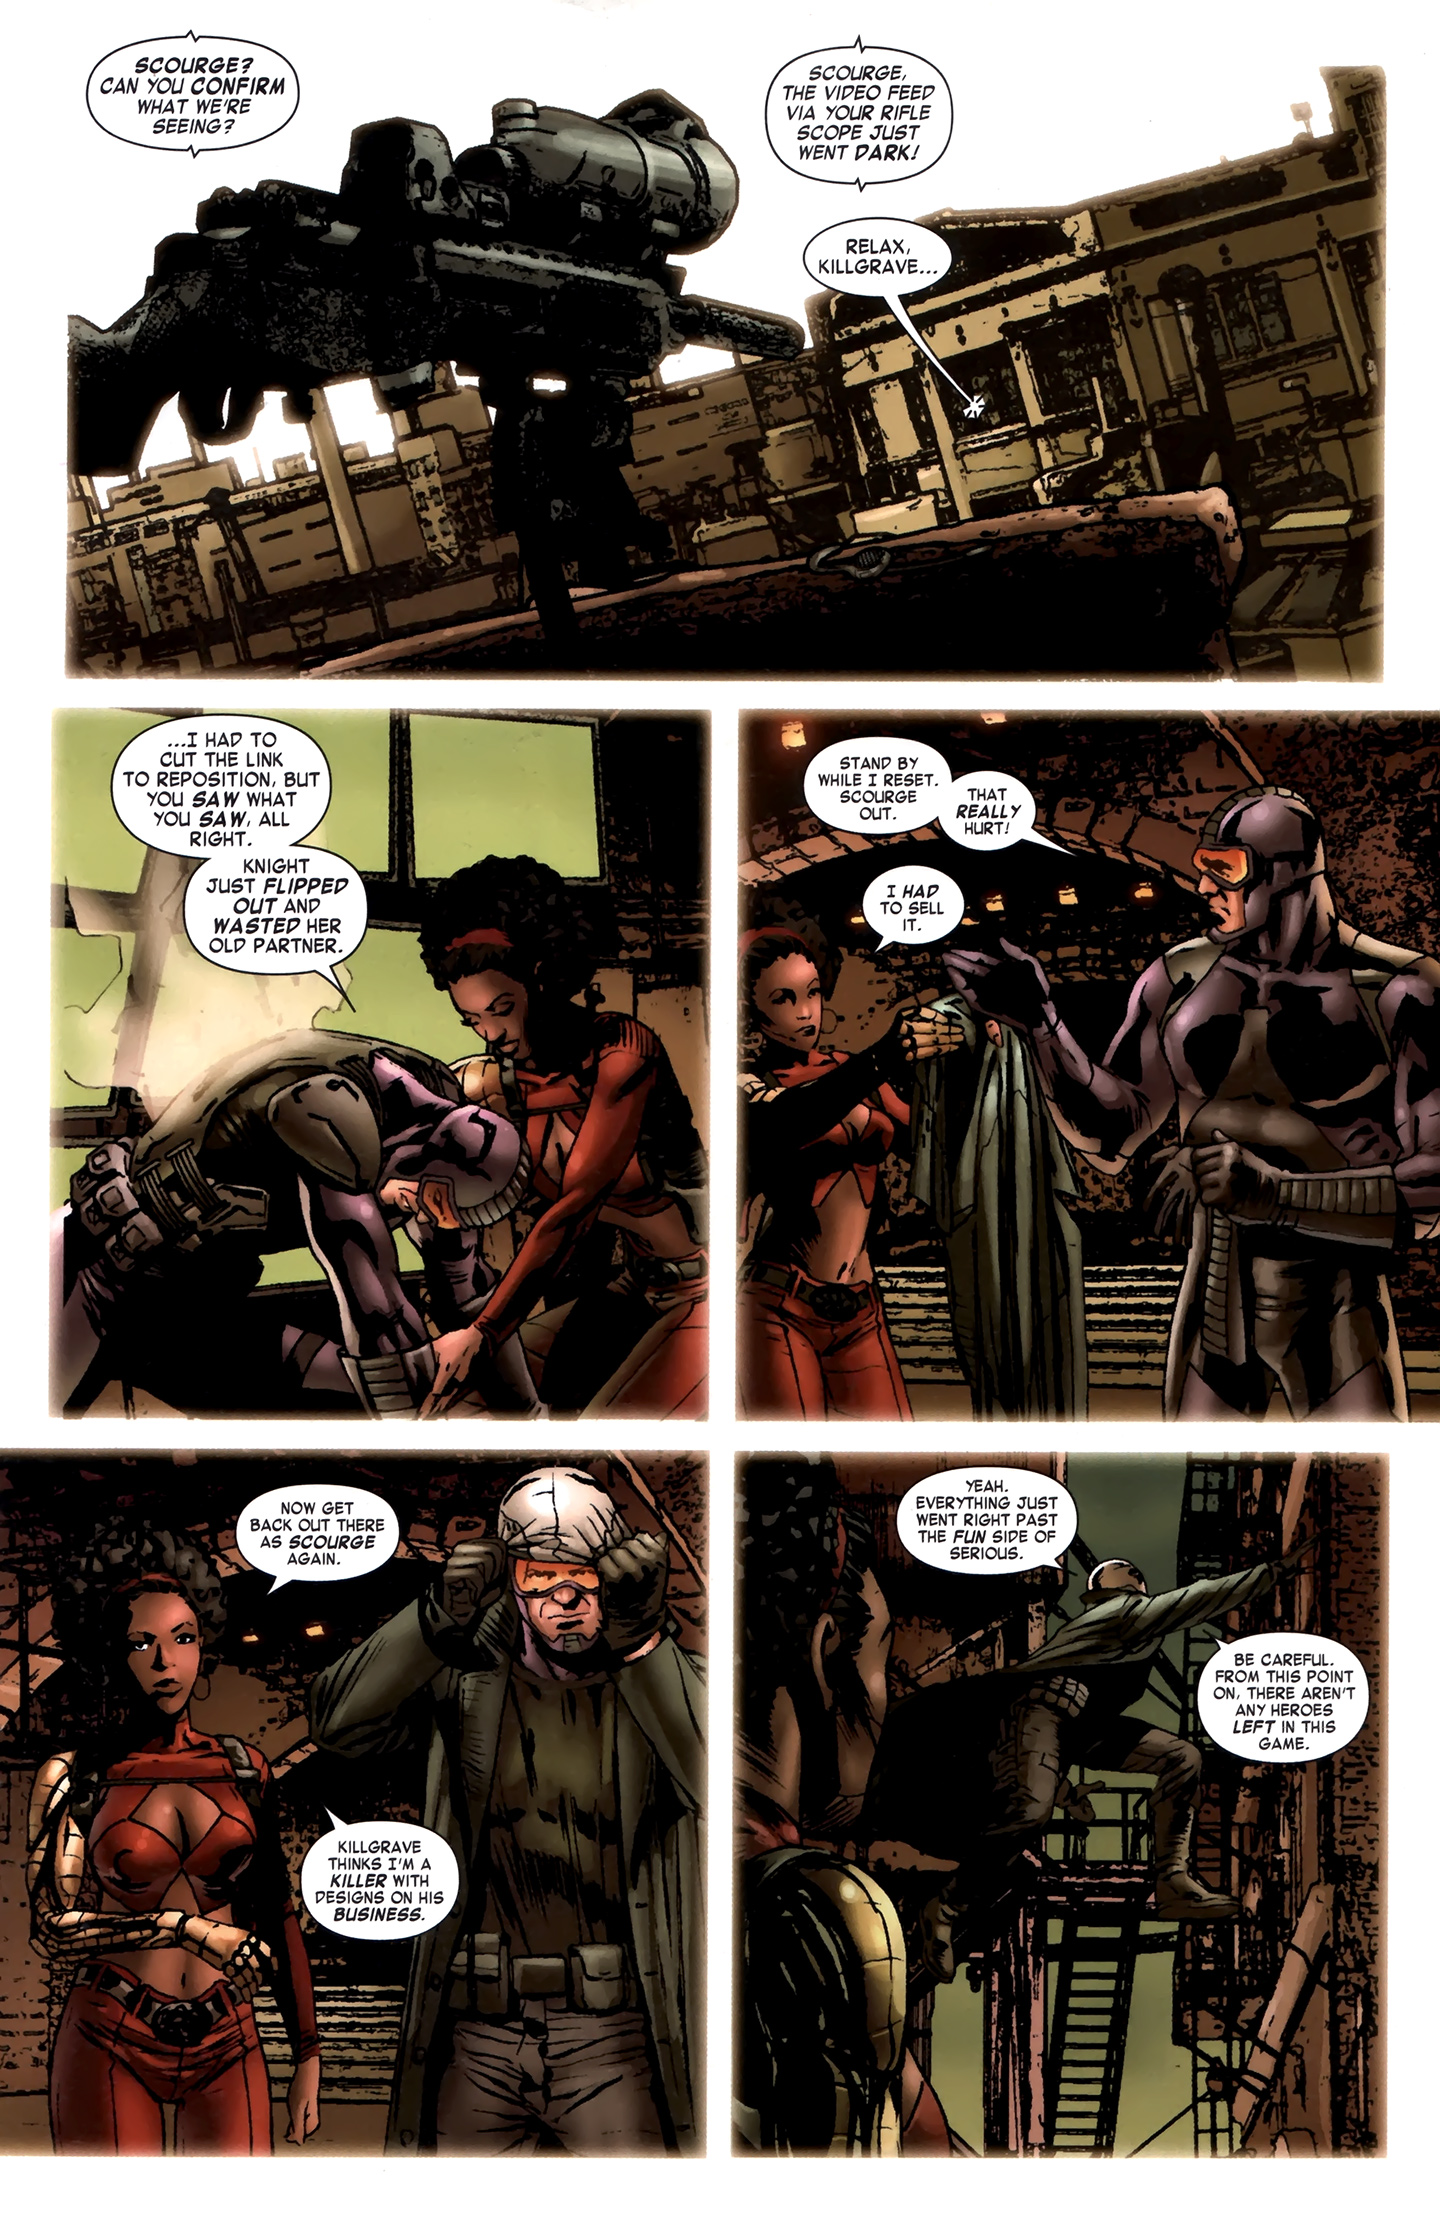 SCOURGE?
CAN YOU CONFIRM
WHAT WE'RE
SEEING?
SCOURGE,
THE VIDEO FEED
VIA YOUR RIFLE
SCOPE JUST
WENT DARK!
RELAX,
KILLGRAVE...
...I HAD TO
CUT THE LINK
TO REPOSITION, BUT
YOU SAW WHAT
YOU SAW, ALL
RIGHT.
KNIGHT
JUST FLIPPED
OUT AND
WASTED HER
OLD PARTNER.
STAND BY
WHILE I RESET.
SCOURGE
OUT.
THAT
REALLY
HURT!
I HAD
TO SELL
IT.
NOW GET
BACK OUT THERE
AS SCOURGE
AGAIN.
KILLGRAVE
THINKS I'M A
KILLER WITH
DESIGNS ON HIS
BUSINESS.
YEAH.
EVERYTHING JUST
WENT RIGHT PAST
THE FUN SIDE OF
SERIOUS.
BE CAREFUL.
FROM THIS POINT
ON, THERE AREN'T
ANY HEROES
LEFT IN THIS
GAME.